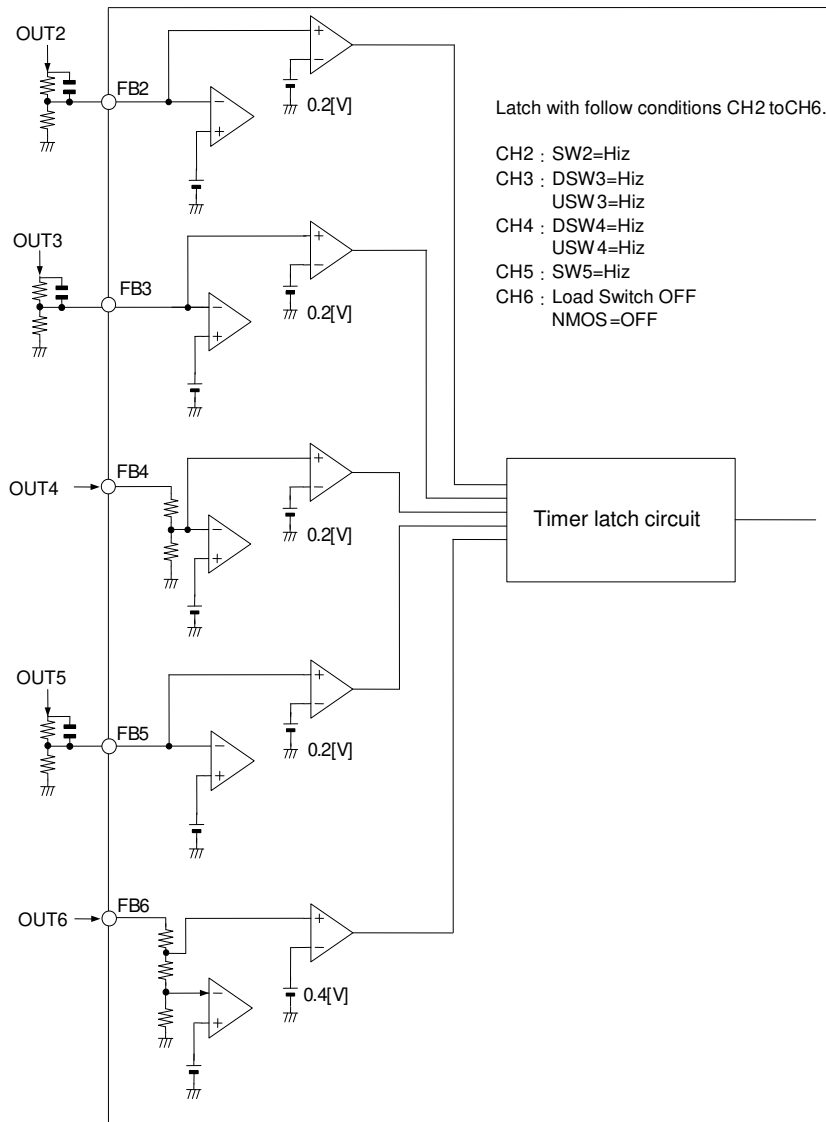 OUT2
FB2
0.2[V]
Latch with follow conditions CH2 toCH6.
CH2 : SW2=Hiz
CH3 : DSW3=Hiz
USW3=Hiz
CH4 : DSW4=Hiz
USW4=Hiz
CH5 : SW5=Hiz
CH6 : Load Switch OFF
NMOS=OFF
OUT3
FB3
0.2[V]
FB4
OUT4
0.2[V]
Timer latch circuit
OUT5
FB5
0.2[V]
FB6
OUT6
0.4[V]